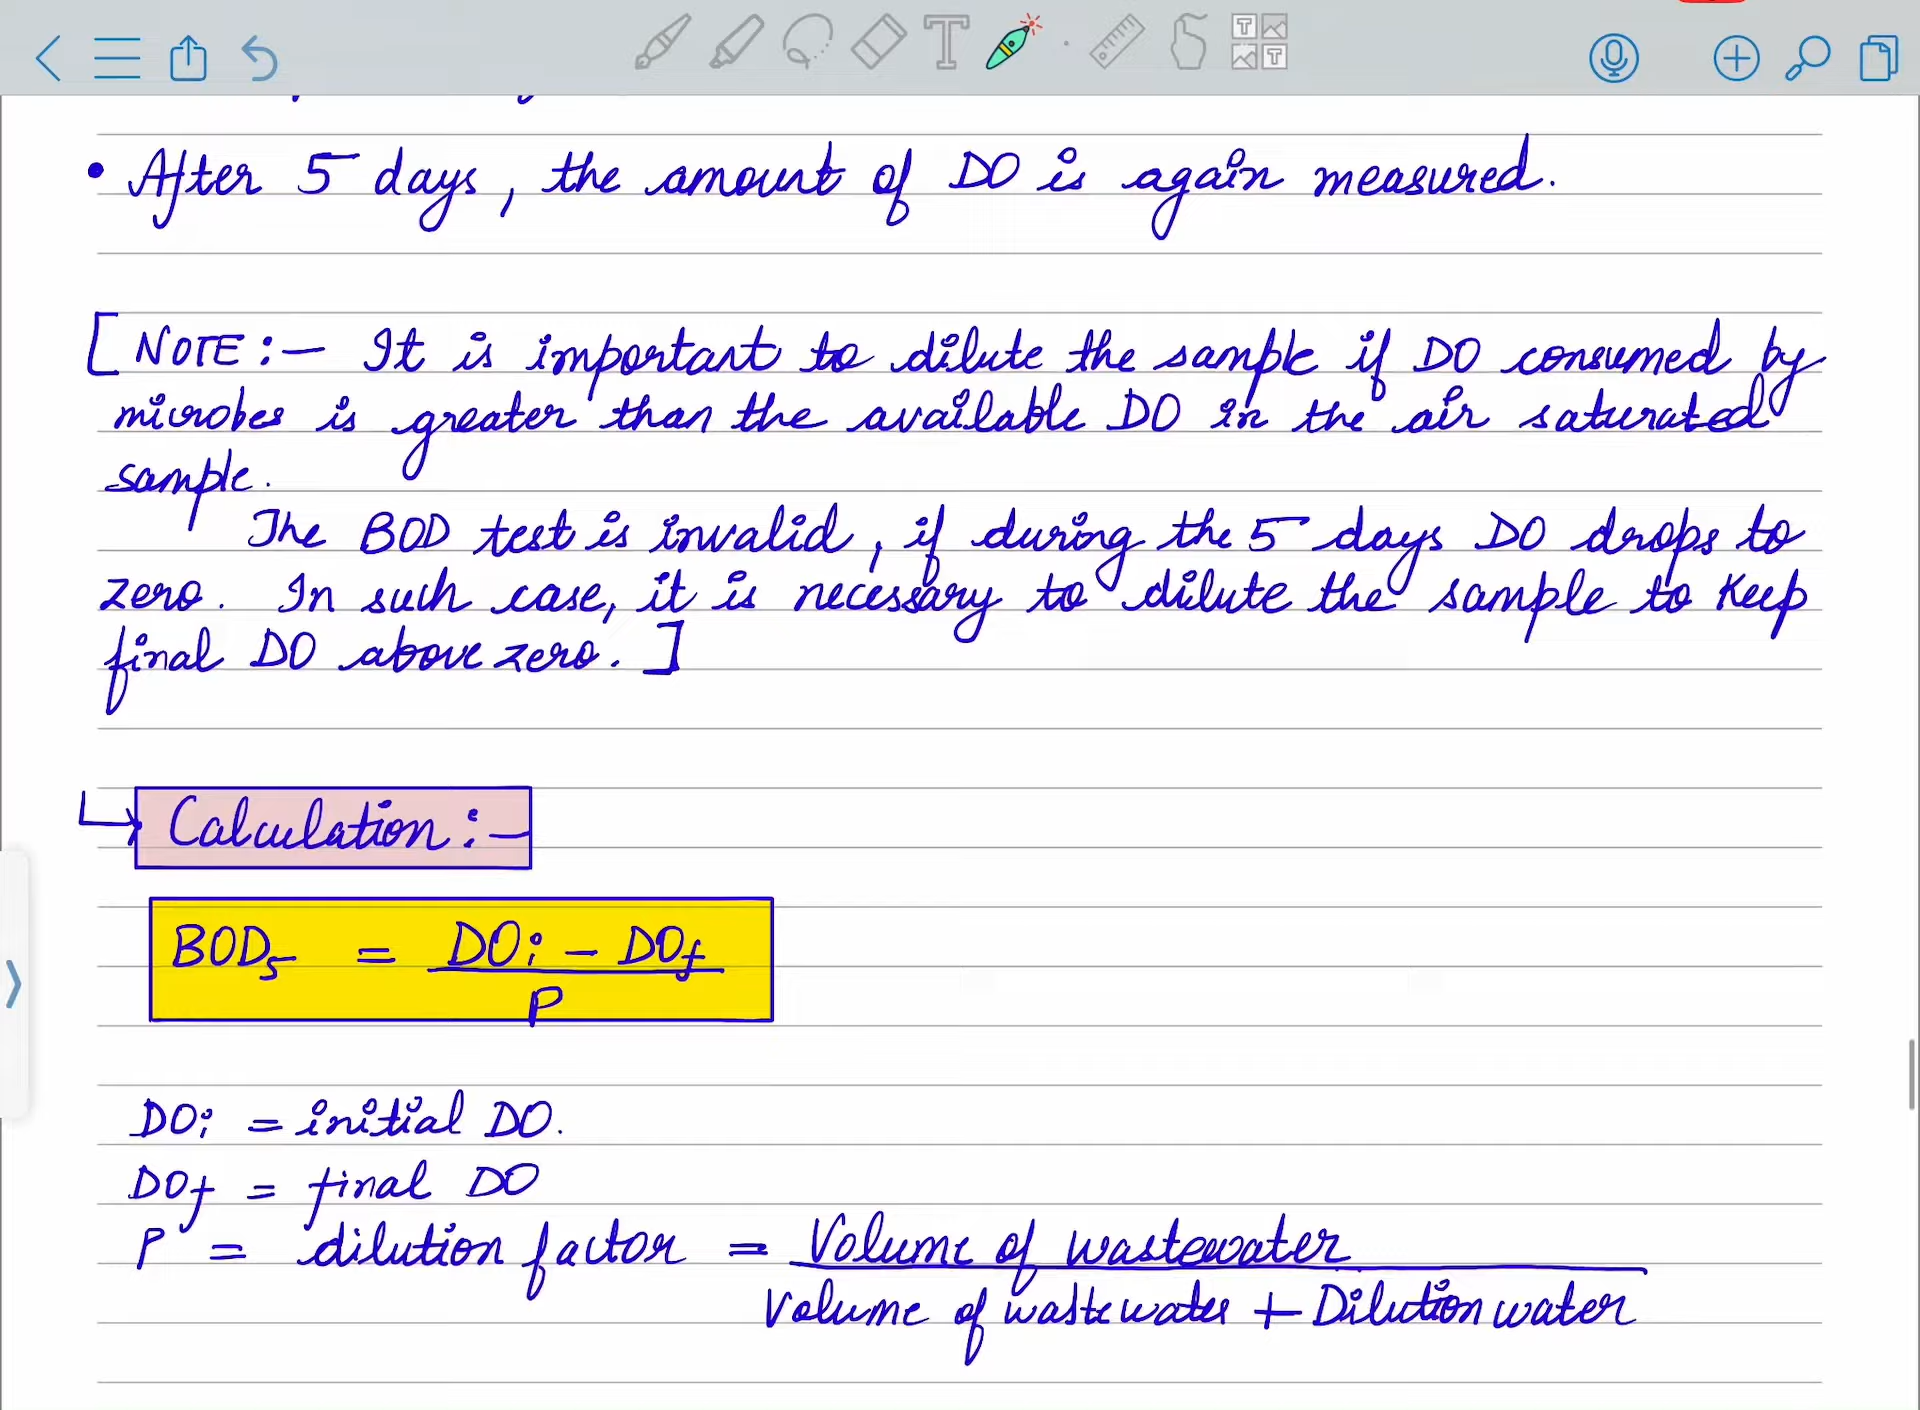 • After 5 days, the amount of DO is again measured.
[NOTE:- It is important to dilute the sample if DO consumed by
microbes is greater than the available DO in the air saturated
sample.
The BOD test is invalid, if during the 5 days DO drops to
zero. In such case, it is necessary to dilute the sample to keep
final DO above zero.]
↳ Calculation:-
BOD₅ = DOi - DOf
P
DOi = initial DO.
DOf = final DO
P = dilution factor = Volume of wastewater
Volume of wastewater + Dilution water